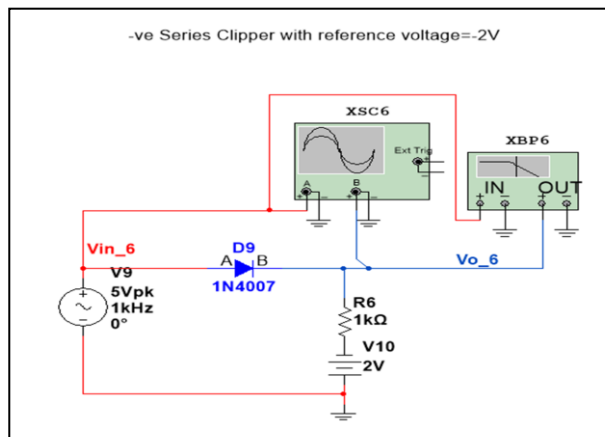 -ve Series Clipper with reference voltage=-2V
XSC6
Ext Trig
+
-
A
B
+
-
+
-
XBP6
IN
OUT
+
-
+
-
Vin_6
V9
5Vpk
1kHz
0°
D9
A
B
1N4007
Vo_6
R6
1kΩ
V10
2V